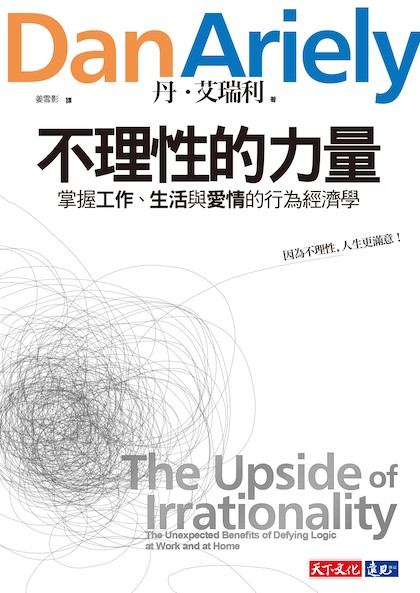 Dan Ariely
丹・艾瑞利 著
姜雪影 譯
不理性的力量
掌握工作、生活與愛情的行為經濟學
因為不理性，人生更滿意！
The Upside of
Irrationality
The Unexpected Benefits of Defying Logic
at Work and at Home
天下文化 遠見